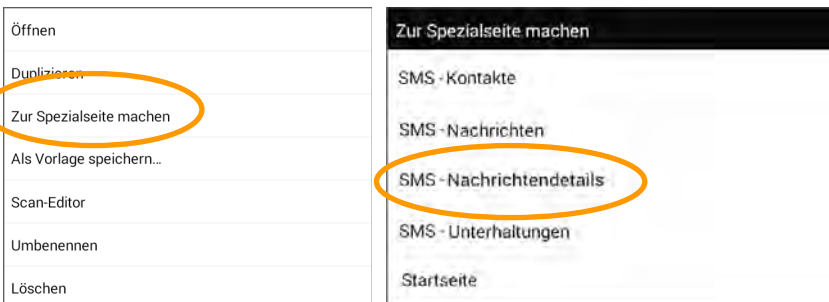 Öffnen
Duplizieren
Zur Spezialseite machen
Als Vorlage speichern...
Scan-Editor
Umbenennen
Löschen
Zur Spezialseite machen
SMS - Kontakte
SMS - Nachrichten
SMS - Nachrichtendetails
SMS - Unterhaltungen
Startseite